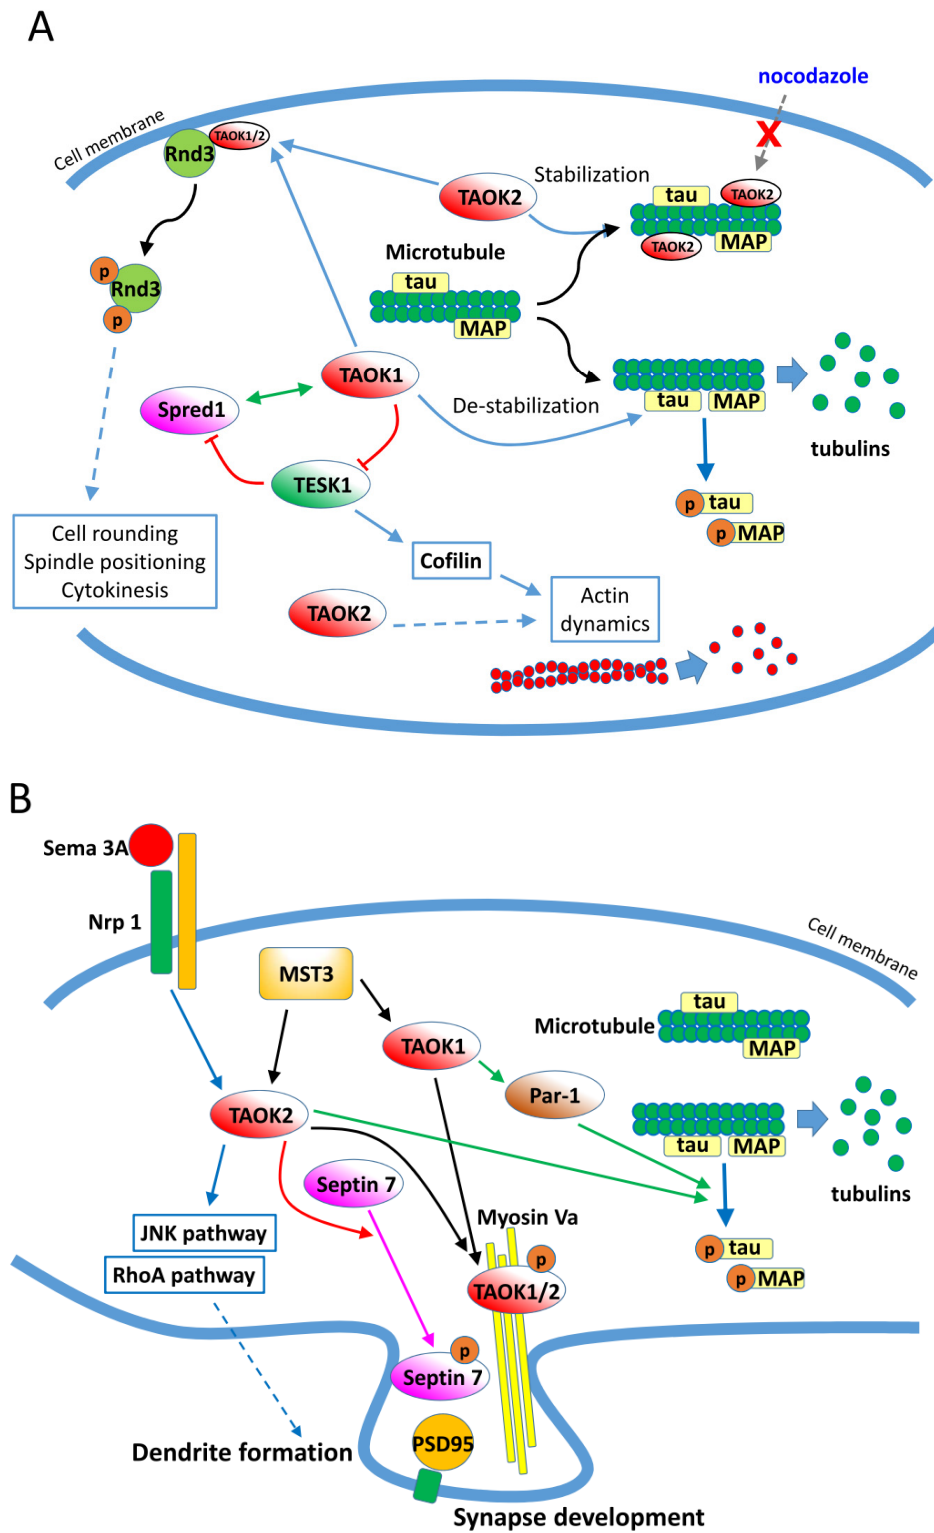 A
nocodazole
Cell membrane
Rnd3
TAOK1/2
TAOK2
Stabilization
tau
TAOK2
TAOK2
MAP
Microtubule
tau
MAP
p
Rnd3
p
TAOK1
Spred1
De-stabilization
tau
MAP
tubulins
TESK1
p
tau
p
MAP
Cell rounding
Spindle positioning
Cytokinesis
Cofilin
TAOK2
Actin
dynamics
B
Sema 3A
Nrp 1
Cell membrane
MST3
tau
Microtubule
MAP
TAOK1
Par-1
TAOK2
tau
MAP
tubulins
Septin 7
JNK pathway
RhoA pathway
Myosin Va
p
TAOK1/2
p
tau
p
MAP
p
Septin 7
PSD95
Dendrite formation
Synapse development